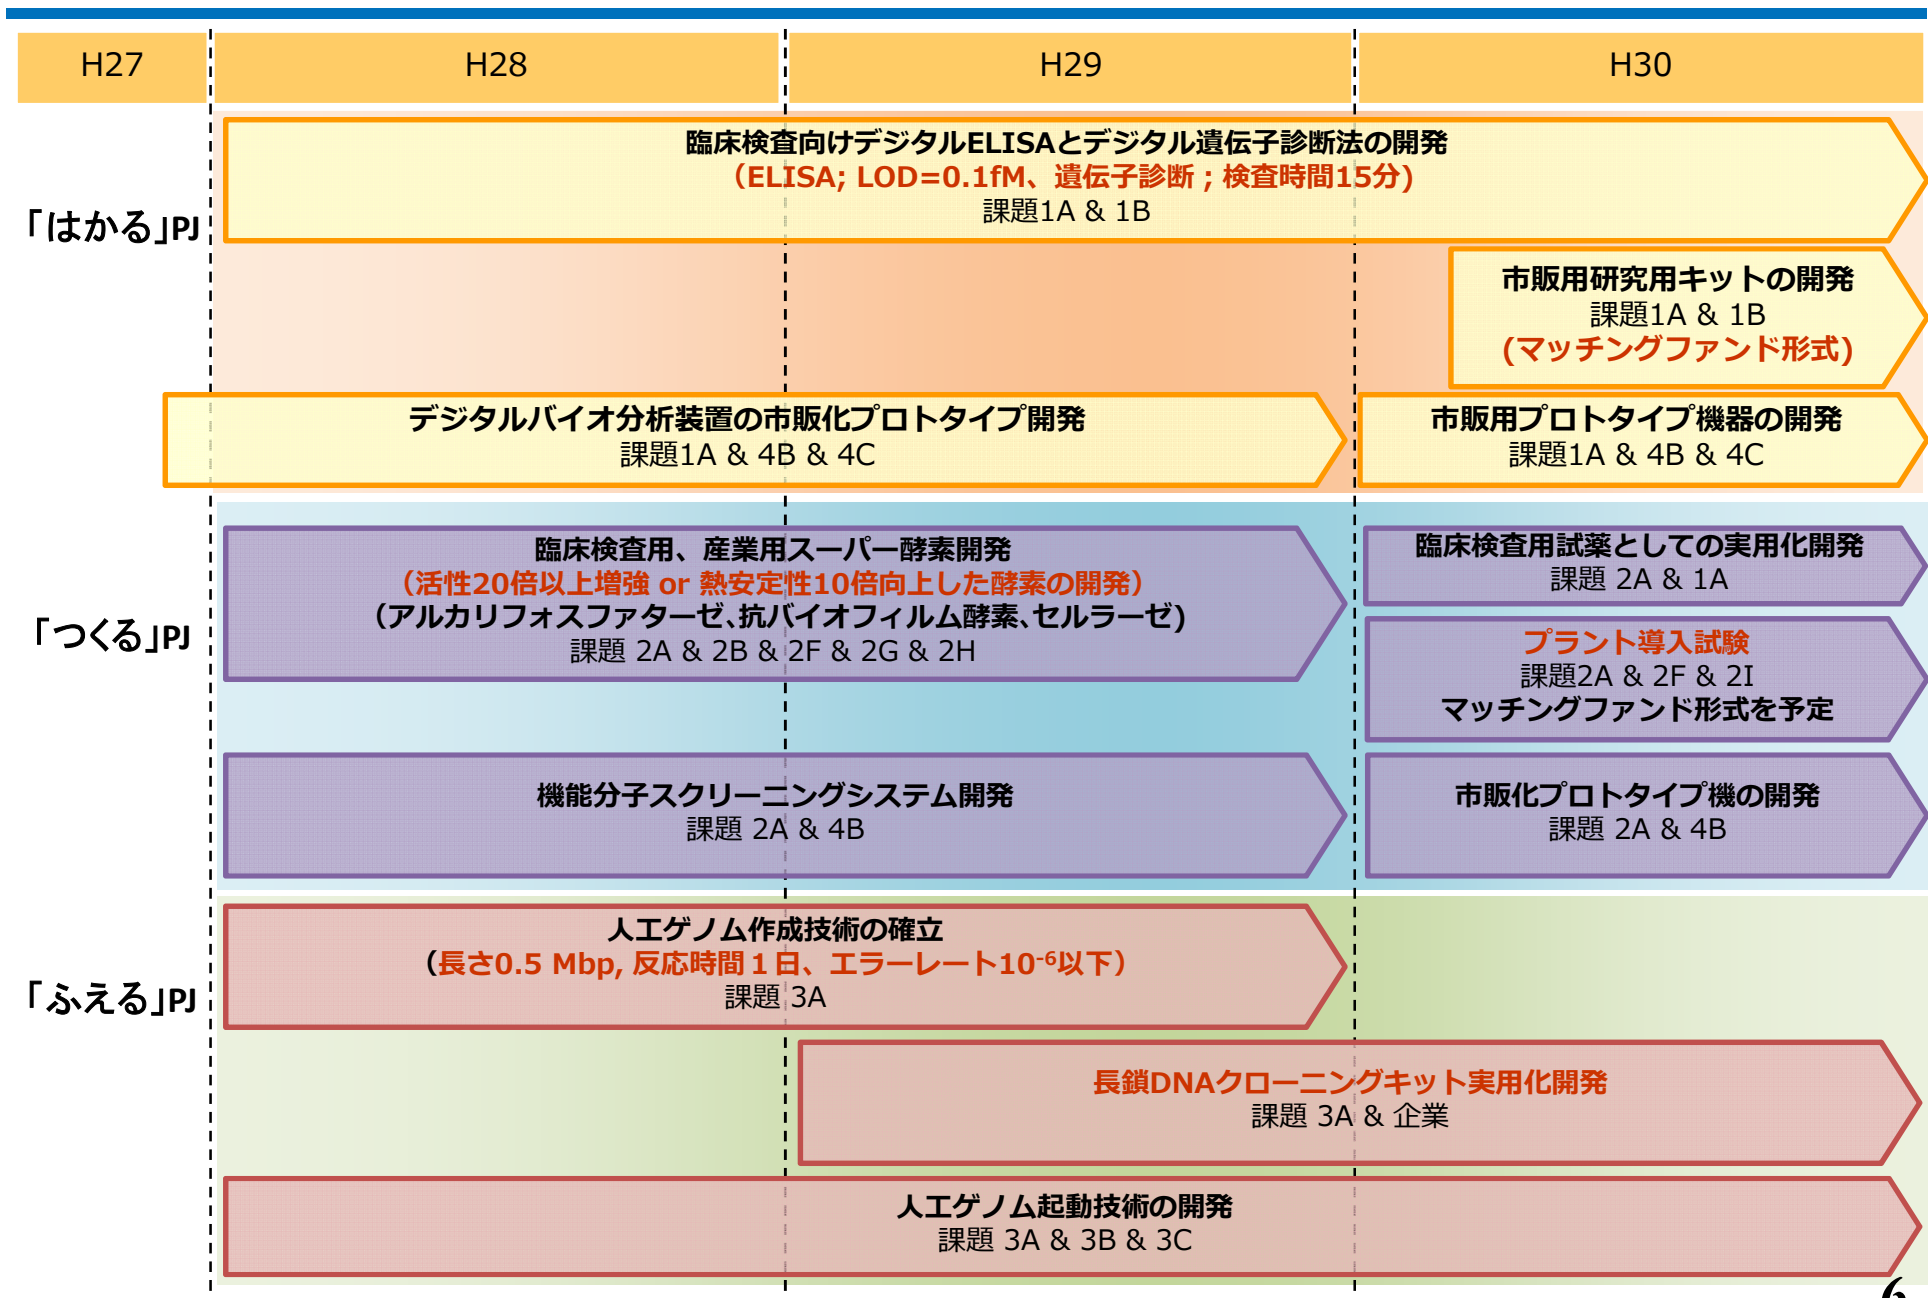 H27
H28
H29
H30
「はかる」PJ
臨床検査向けデジタルELISAとデジタル遺伝子診断法の開発
（ELISA; LOD=0.1fM、遺伝子診断；検査時間15分)
課題1A & 1B
市販用研究用キットの開発
課題1A & 1B
(マッチングファンド形式)
デジタルバイオ分析装置の市販化プロトタイプ開発
課題1A & 4B & 4C
市販用プロトタイプ機器の開発
課題1A & 4B & 4C
「つくる」PJ
臨床検査用、産業用スーパー酵素開発
（活性20倍以上増強 or 熱安定性10倍向上した酵素の開発）
（アルカリフォスファターゼ、抗バイオフィルム酵素、セルラーゼ)
課題 2A & 2B & 2F & 2G & 2H
臨床検査用試薬としての実用化開発
課題 2A & 1A
プラント導入試験
課題2A & 2F & 2I
マッチングファンド形式を予定
機能分子スクリーニングシステム開発
課題 2A & 4B
市販化プロトタイプ機の開発
課題 2A & 4B
「ふえる」PJ
人工ゲノム作成技術の確立
（長さ0.5 Mbp, 反応時間１日、エラーレート10⁻⁶以下）
課題 3A
長鎖DNAクローニングキット実用化開発
課題 3A & 企業
人工ゲノム起動技術の開発
課題 3A & 3B & 3C